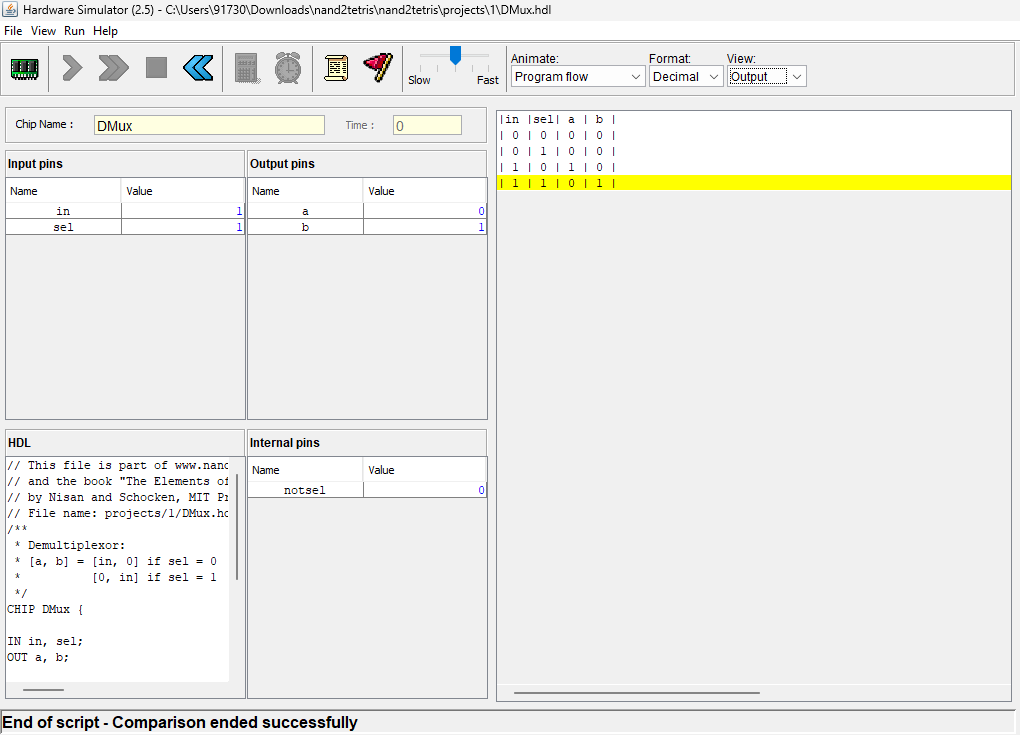 Hardware Simulator (2.5) - C:\Users\91730\Downloads\nand2tetris\nand2tetris\projects\1\DMux.hdl
File View Run Help
Slow Fast
Animate: Format: View:
Program flow Decimal Output
Chip Name : DMux Time : 0
Input pins
Name Value
in 1
sel 1
Output pins
Name Value
a 0
b 1
HDL
// This file is part of www.nand
// and the book "The Elements of
// by Nisan and Schocken, MIT Pr
// File name: projects/1/DMux.hd
/**
 * Demultiplexor:
 * [a, b] = [in, 0] if sel = 0
 *          [0, in] if sel = 1
 */
CHIP DMux {
IN in, sel;
OUT a, b;
Internal pins
Name Value
notsel 0
|in |sel| a | b |
| 0 | 0 | 0 | 0 |
| 0 | 1 | 0 | 0 |
| 1 | 0 | 1 | 0 |
| 1 | 1 | 0 | 1 |
End of script - Comparison ended successfully